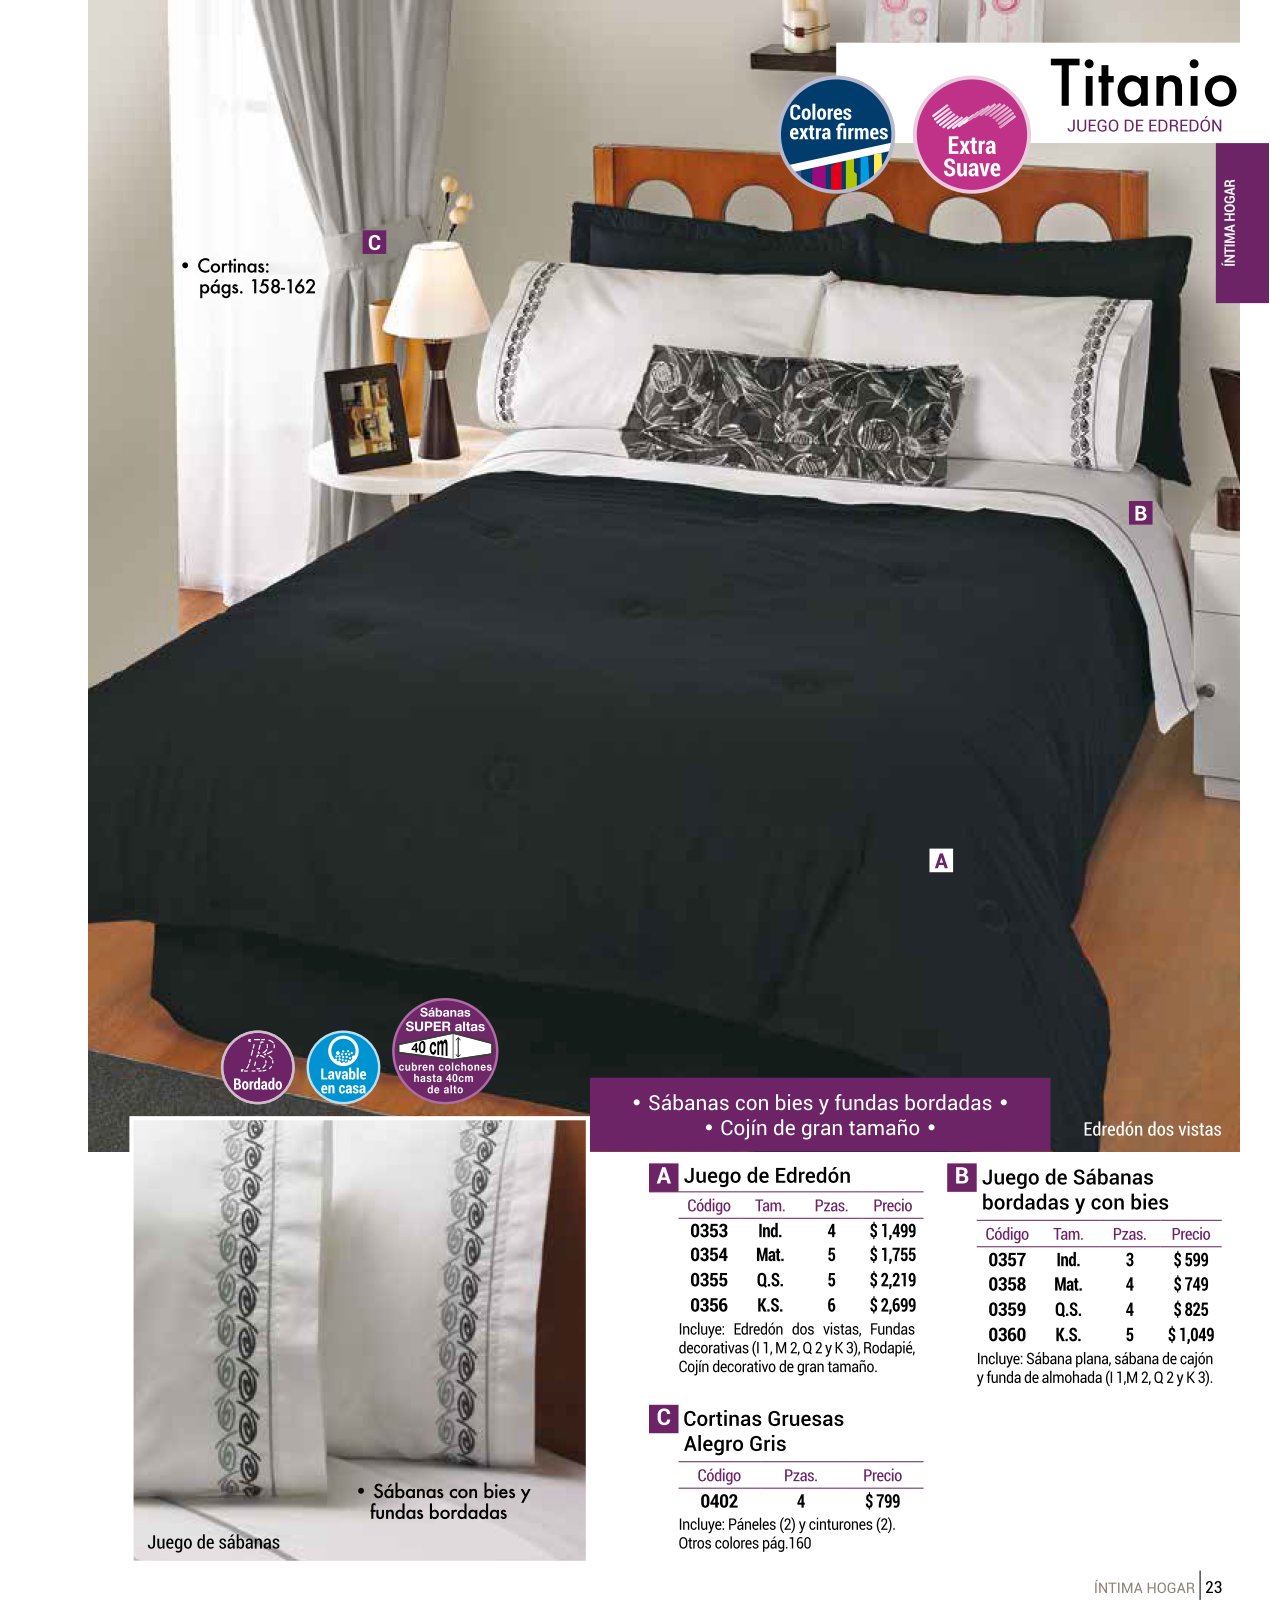 Titanio
JUEGO DE EDREDÓN
Colores
extra firmes
Extra
Suave
ÍNTIMA HOGAR
C
• Cortinas:
págs. 158-162
B
A
B
Bordado
Lavable
en casa
Sábanas
SUPER altas
40 cm
cubren colchones
hasta 40cm
de alto
• Sábanas con bies y fundas bordadas •
• Cojín de gran tamaño •
Edredón dos vistas
A Juego de Edredón
Código Tam. Pzas. Precio
0353 Ind. 4 $ 1,499
0354 Mat. 5 $ 1,755
0355 Q.S. 5 $ 2,219
0356 K.S. 6 $ 2,699
Incluye: Edredón dos vistas, Fundas
decorativas (I 1, M 2, Q 2 y K 3), Rodapié,
Cojín decorativo de gran tamaño.
B Juego de Sábanas
bordadas y con bies
Código Tam. Pzas. Precio
0357 Ind. 3 $ 599
0358 Mat. 4 $ 749
0359 Q.S. 4 $ 825
0360 K.S. 5 $ 1,049
Incluye: Sábana plana, sábana de cajón
y funda de almohada (I 1,M 2, Q 2 y K 3).
C Cortinas Gruesas
Alegro Gris
Código Pzas. Precio
0402 4 $ 799
Incluye: Páneles (2) y cinturones (2).
Otros colores pág.160
• Sábanas con bies y
fundas bordadas
Juego de sábanas
ÍNTIMA HOGAR 23